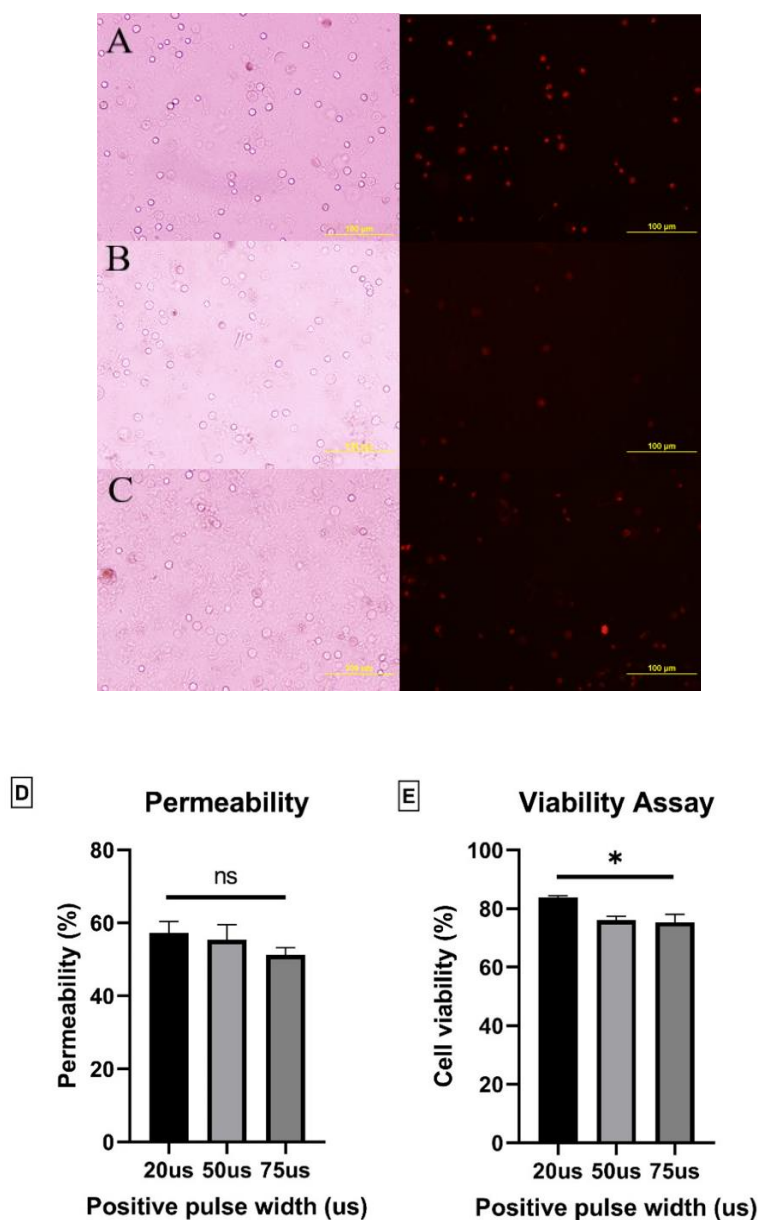 A
100 µm
B
100 µm
C
100 µm
D
Permeability
Permeability (%)
80
60
40
20
0
ns
20us 50us 75us
Positive pulse width (us)
E
Viability Assay
Cell viability (%)
100
80
60
40
20
0
*
20us 50us 75us
Positive pulse width (us)